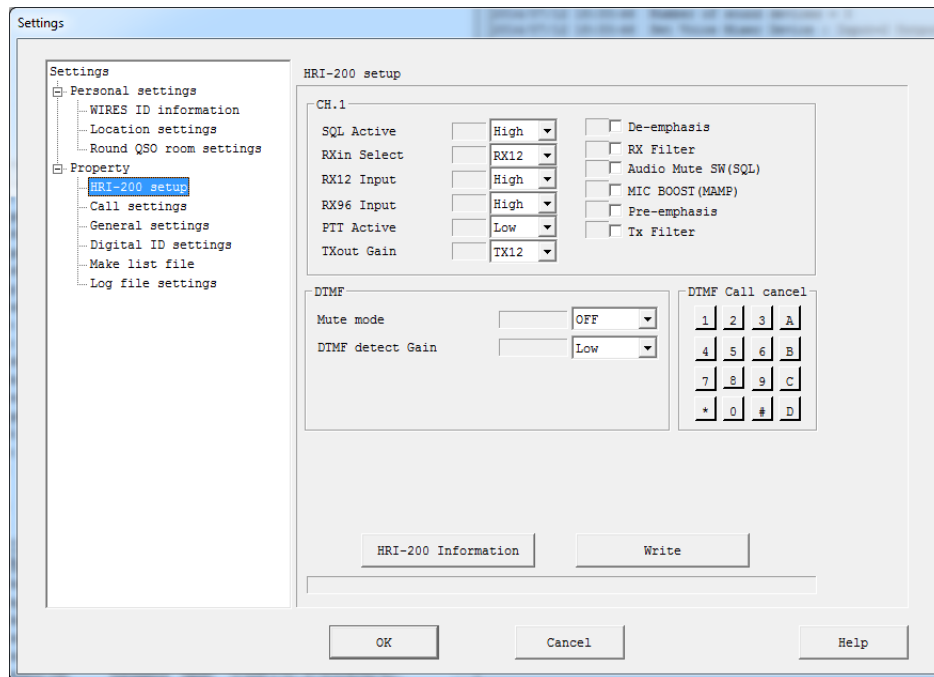 Settings
Settings
Personal settings
WIRES ID information
Location settings
Round QSO room settings
Property
HRI-200 setup
Call settings
General settings
Digital ID settings
Make list file
Log file settings
HRI-200 setup
CH.1
SQL Active High
RXin Select RX12
RX12 Input High
RX96 Input High
PTT Active Low
TXout Gain TX12
De-emphasis
RX Filter
Audio Mute SW(SQL)
MIC BOOST(MAMP)
Pre-emphasis
Tx Filter
DTMF
Mute mode OFF
DTMF detect Gain Low
DTMF Call cancel
1 2 3 A
4 5 6 B
7 8 9 C
* 0 # D
HRI-200 Information Write
OK Cancel Help